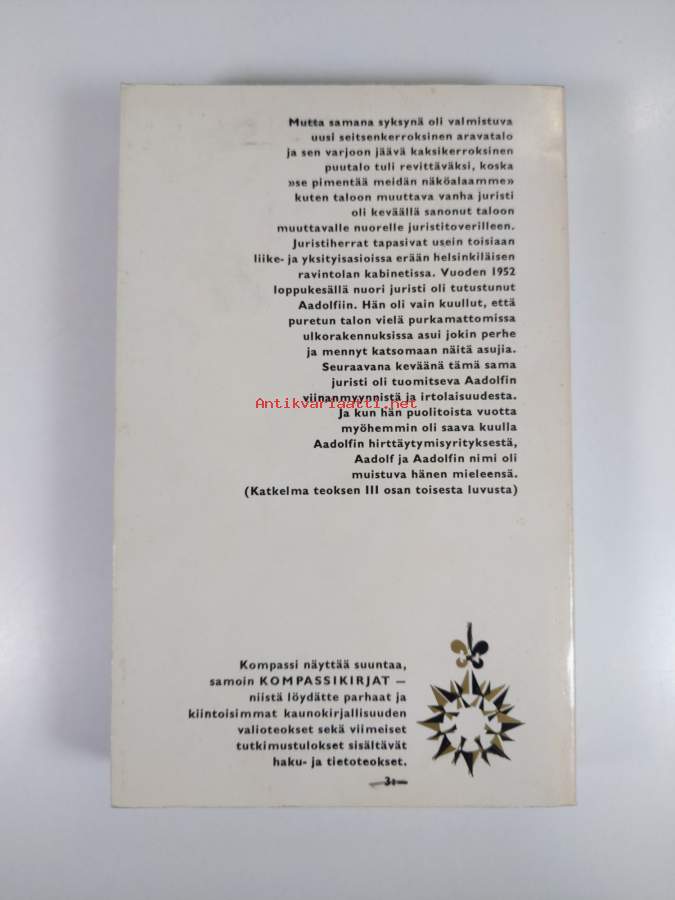 Mutta samana syksynä oli valmistuva
uusi seitsenkerroksinen aravatalo
ja sen varjoon jäävä kaksikerroksinen
puutalo tuli revittäväksi, koska
»se pimentää meidän näköalaamme»
kuten taloon muuttava vanha juristi
oli keväällä sanonut taloon
muuttavalle nuorelle juristitoverilleen.
Juristiherrat tapasivat usein toisiaan
liike- ja yksityisasioissa erään helsinkiläisen
ravintolan kabinetissa. Vuoden 1952
loppukesällä nuori juristi oli tutustunut
Aadolfiin. Hän oli vain kuullut, että
puretun talon vielä purkamattomissa
ulkorakennuksissa asui jokin perhe
ja mennyt katsomaan näitä asujia.
Seuraavana keväänä tämä sama
juristi oli tuomitseva Aadolfin
viinanmyynnistä ja irtolaisuudesta.
Antikvariaatti.net
Ja kun hän puolitoista vuotta
myöhemmin oli saava kuulla
Aadolfin hirttäytymisyrityksestä,
Aadolf ja Aadolfin nimi oli
muistuva hänen mieleensä.
(Katkelma teoksen III osan toisesta luvusta)
Kompassi näyttää suuntaa,
samoin KOMPASSIKIRJAT —
niistä löydätte parhaat ja
kiintoisimmat kaunokirjallisuuden
valioteokset sekä viimeiset
tutkimustulokset sisältävät
haku- ja tietoteokset.
3:—